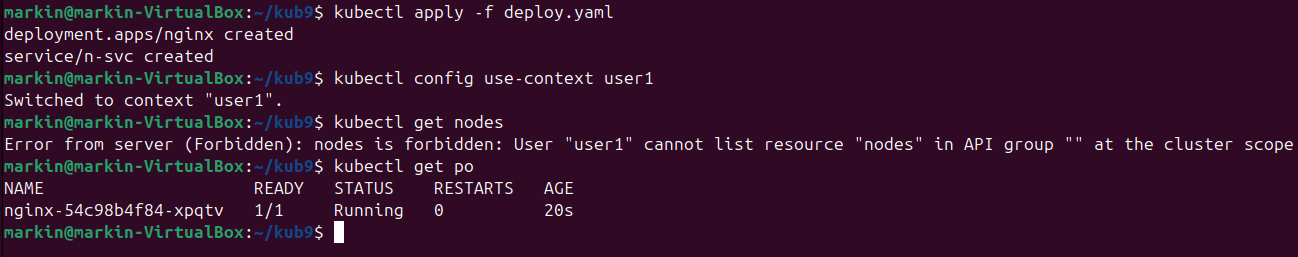 markin@markin-VirtualBox:~/kub9$ kubectl apply -f deploy.yaml
deployment.apps/nginx created
service/n-svc created
markin@markin-VirtualBox:~/kub9$ kubectl config use-context user1
Switched to context "user1".
markin@markin-VirtualBox:~/kub9$ kubectl get nodes
Error from server (Forbidden): nodes is forbidden: User "user1" cannot list resource "nodes" in API group "" at the cluster scope
markin@markin-VirtualBox:~/kub9$ kubectl get po
NAME                     READY   STATUS    RESTARTS   AGE
nginx-54c98b4f84-xpqtv   1/1     Running   0          20s
markin@markin-VirtualBox:~/kub9$